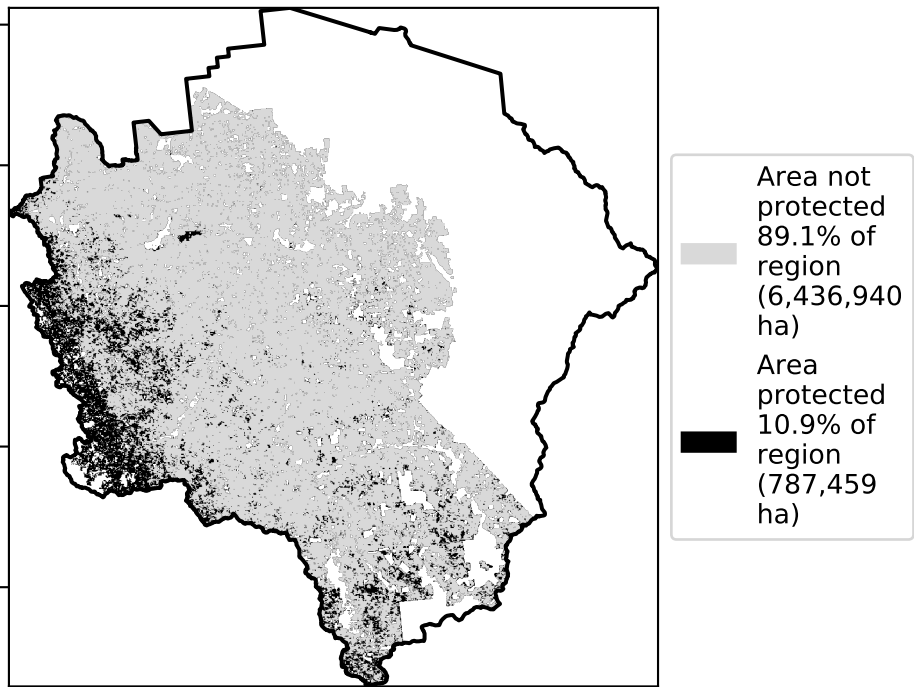 Area not
protected
89.1% of
region
(6,436,940
ha)
Area
protected
10.9% of
region
(787,459
ha)